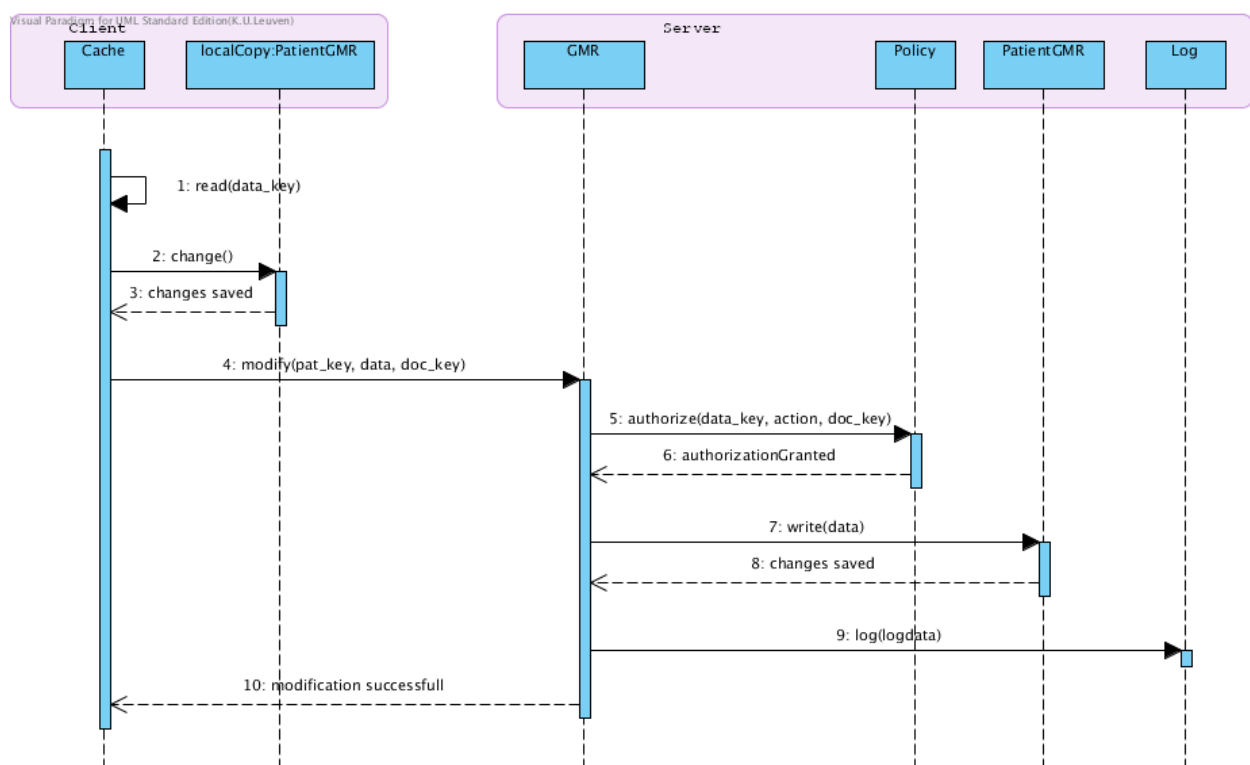 Visual Paradigm for UML Standard Edition(K.U.Leuven)
Client
Server
Cache
localCopy:PatientGMR
GMR
Policy
PatientGMR
Log
1: read(data_key)
2: change()
3: changes saved
4: modify(pat_key, data, doc_key)
5: authorize(data_key, action, doc_key)
6: authorizationGranted
7: write(data)
8: changes saved
9: log(logdata)
10: modification successfull